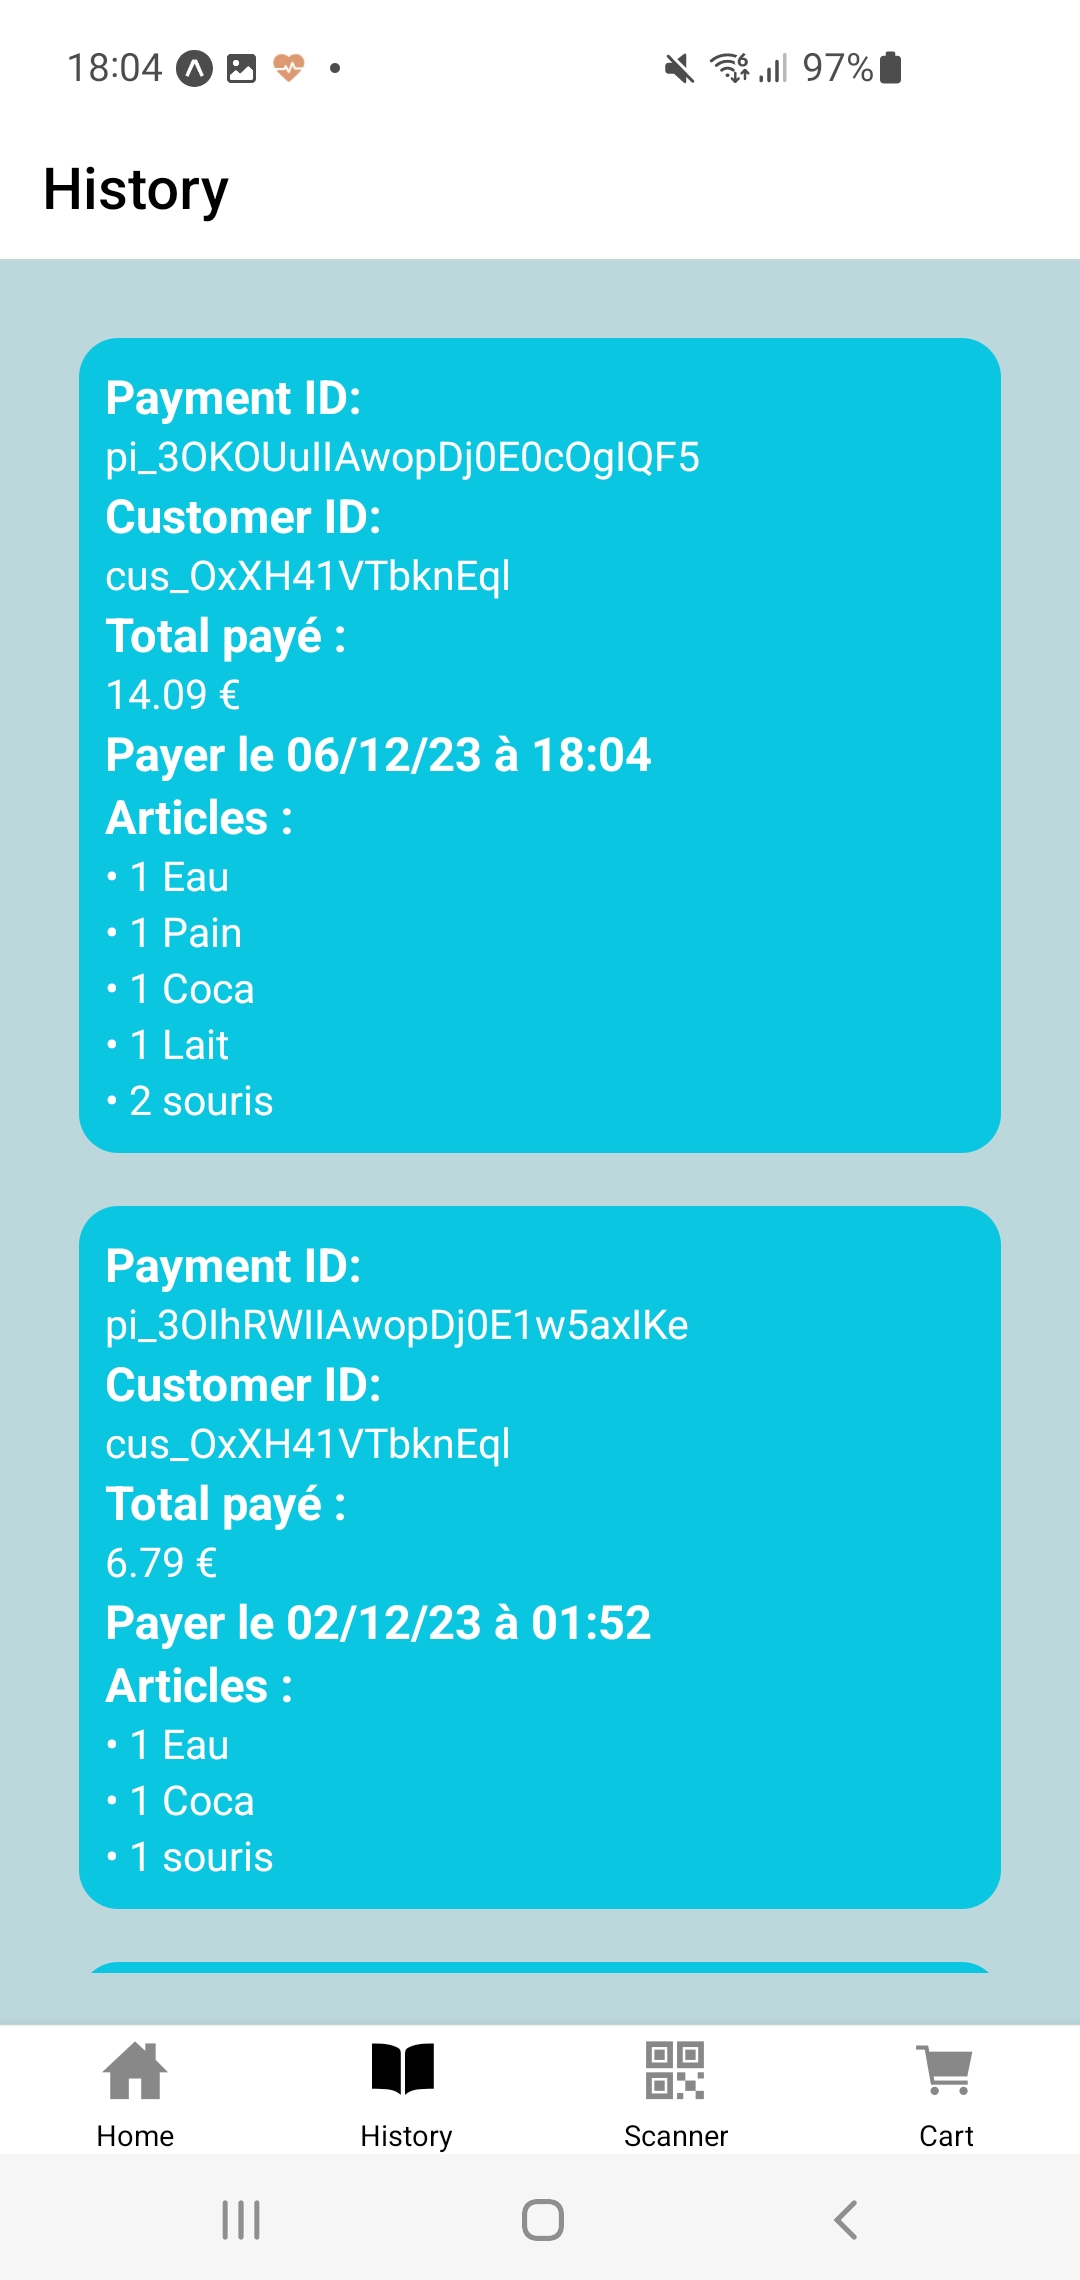 18:04
97%
History
Payment ID:
pi_3OKOUuIIAwopDj0E0cOgIQF5
Customer ID:
cus_OxXH41VTbknEql
Total payé :
14.09 €
Payer le 06/12/23 à 18:04
Articles :
• 1 Eau
• 1 Pain
• 1 Coca
• 1 Lait
• 2 souris
Payment ID:
pi_3OIhRWIIAwopDj0E1w5axIKe
Customer ID:
cus_OxXH41VTbknEql
Total payé :
6.79 €
Payer le 02/12/23 à 01:52
Articles :
• 1 Eau
• 1 Coca
• 1 souris
Home
History
Scanner
Cart